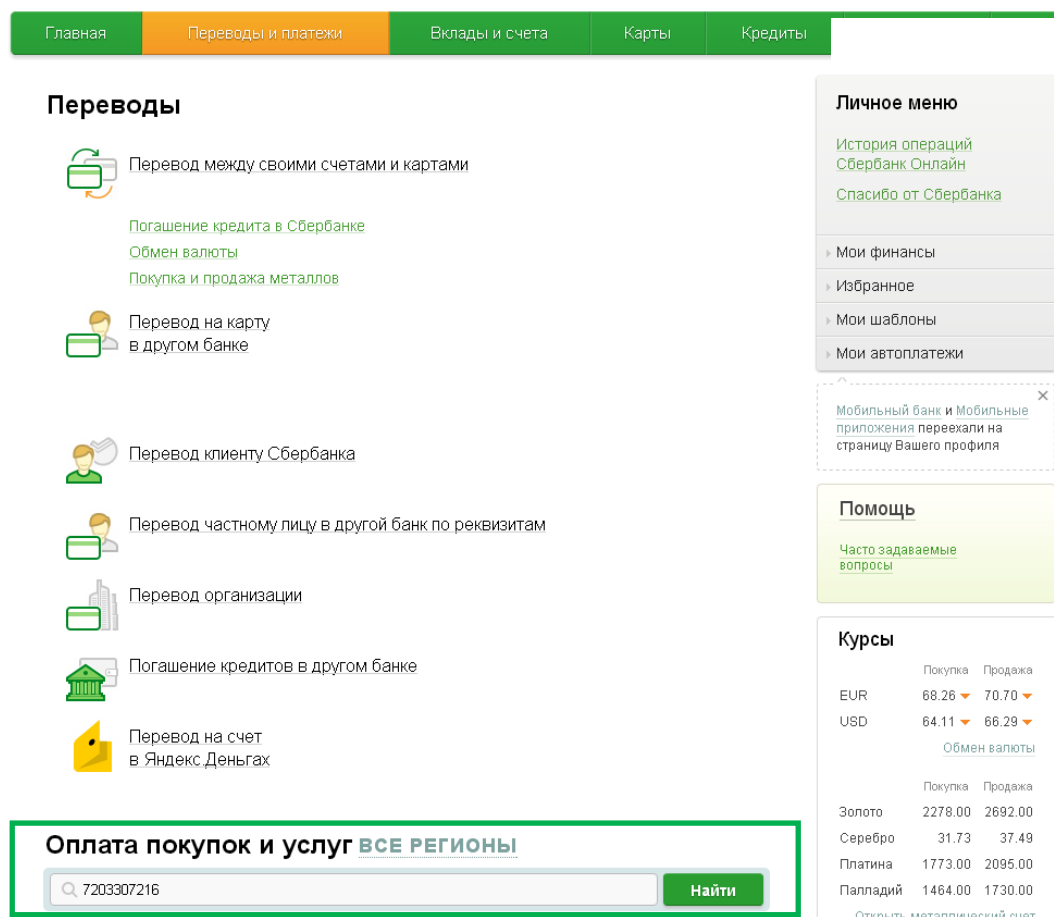 Главная Переводы и платежи Вклады и счета Карты Кредиты
Переводы
Перевод между своими счетами и картами
Погашение кредита в Сбербанке
Обмен валюты
Покупка и продажа металлов
Перевод на карту
в другом банке
Перевод клиенту Сбербанка
Перевод частному лицу в другой банк по реквизитам
Перевод организации
Погашение кредитов в другом банке
Перевод на счет
в Яндекс.Деньгах
Оплата покупок и услуг ВСЕ РЕГИОНЫ
7203307216 Найти
Личное меню
История операций
Сбербанк Онлайн
Спасибо от Сбербанка
Мои финансы
Избранное
Мои шаблоны
Мои автоплатежи
Мобильный банк и Мобильные
приложения переехали на
страницу Вашего профиля
Помощь
Часто задаваемые
вопросы
Курсы
Покупка Продажа
EUR 68.26 70.70
USD 64.11 66.29
Обмен валюты
Покупка Продажа
Золото 2278.00 2692.00
Серебро 31.73 37.49
Платина 1773.00 2095.00
Палладий 1464.00 1730.00
Открыть металлический счет